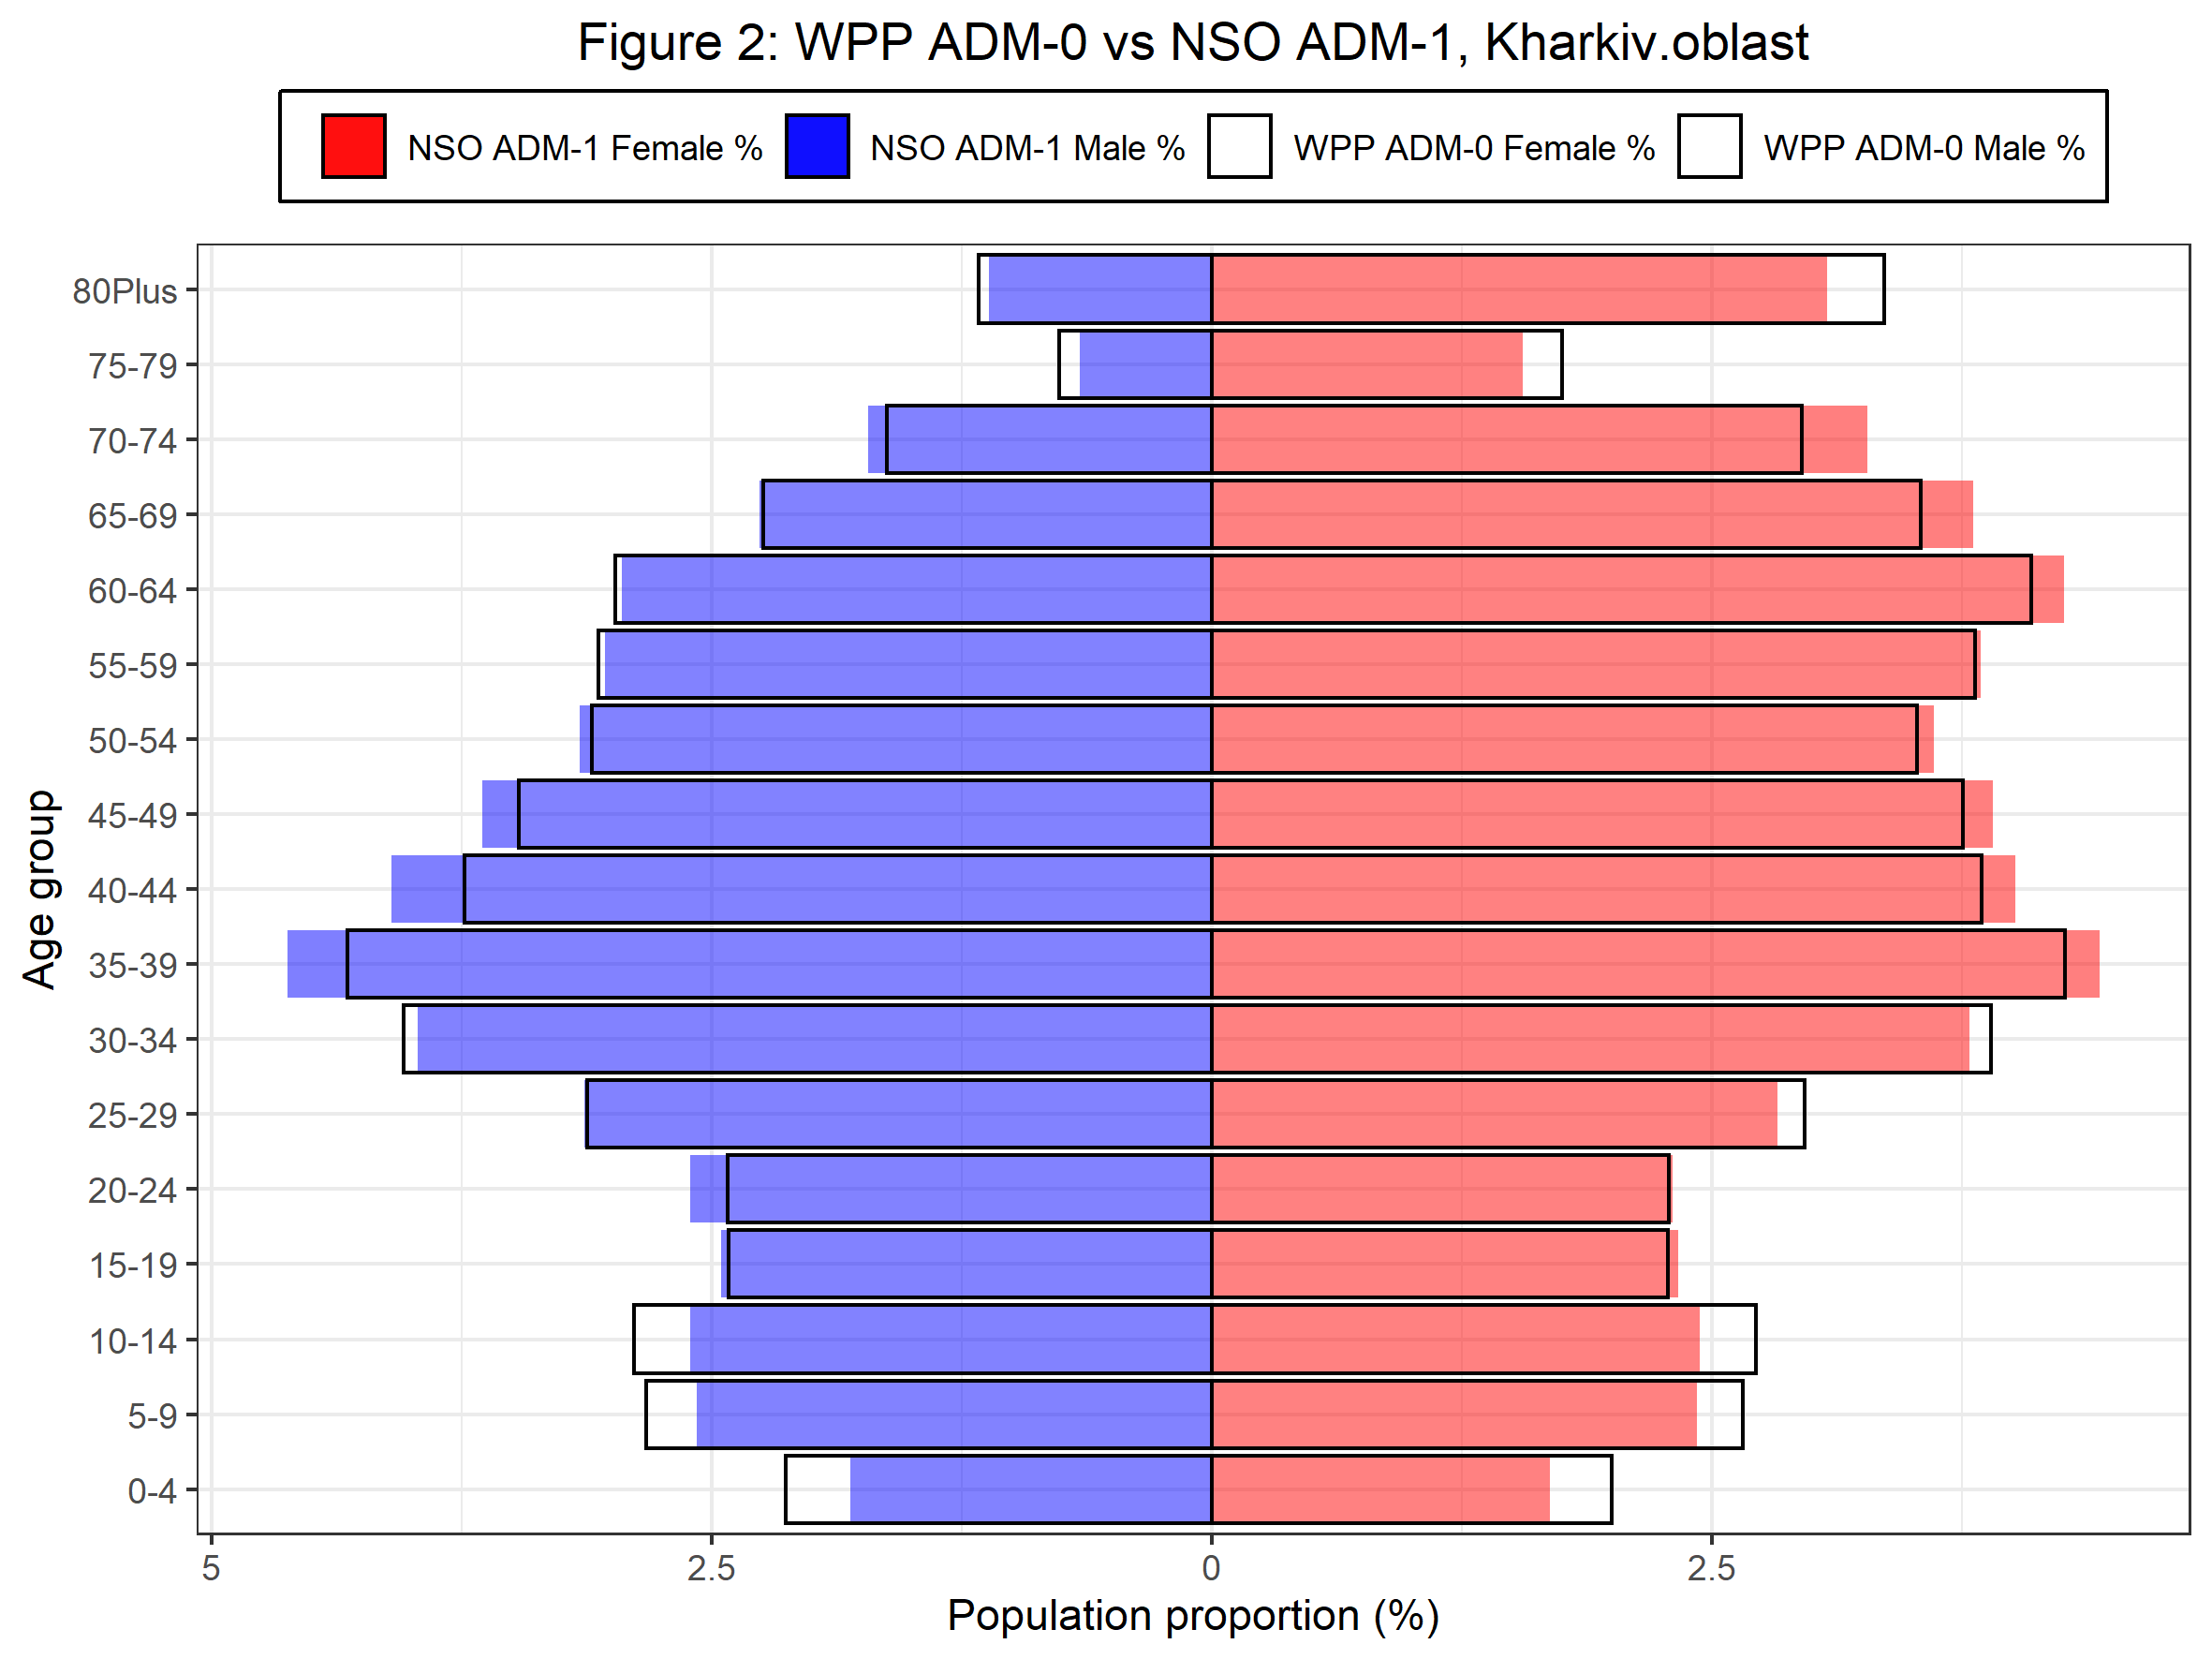 Figure 2: WPP ADM-0 vs NSO ADM-1, Kharkiv.oblast
NSO ADM-1 Female % NSO ADM-1 Male % WPP ADM-0 Female % WPP ADM-0 Male %
80Plus
75-79
70-74
65-69
60-64
55-59
50-54
45-49
40-44
35-39
30-34
25-29
20-24
15-19
10-14
5-9
0-4
Age group
5 2.5 0 2.5
Population proportion (%)